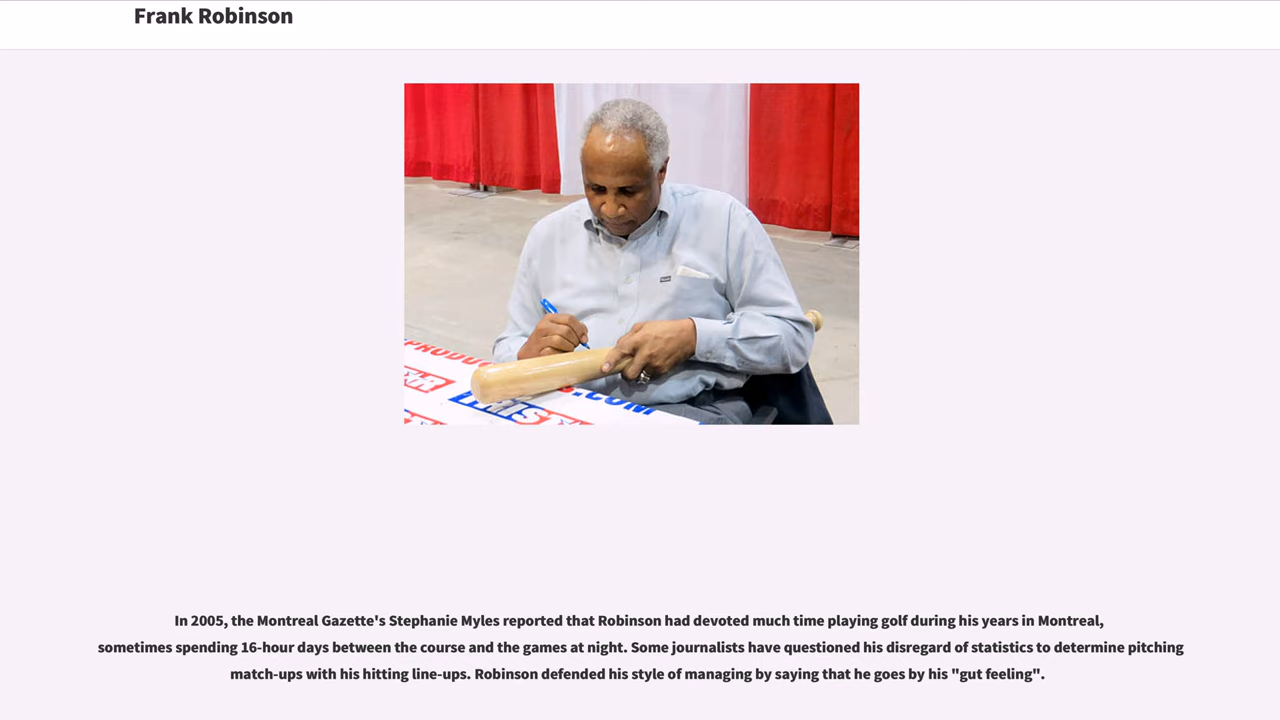 Frank Robinson
.COM
In 2005, the Montreal Gazette's Stephanie Myles reported that Robinson had devoted much time playing golf during his years in Montreal,
sometimes spending 16-hour days between the course and the games at night. Some journalists have questioned his disregard of statistics to determine pitching
match-ups with his hitting line-ups. Robinson defended his style of managing by saying that he goes by his "gut feeling".